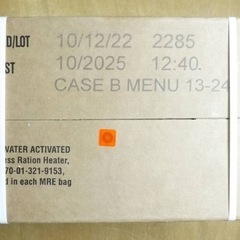 D/LOT 10/12/22 2285
ST 10/2025 12:40.
CASE B MENU 13-24
WATER ACTIVATED
ess Ration Heater,
70-01-321-9153,
d in each MRE bag